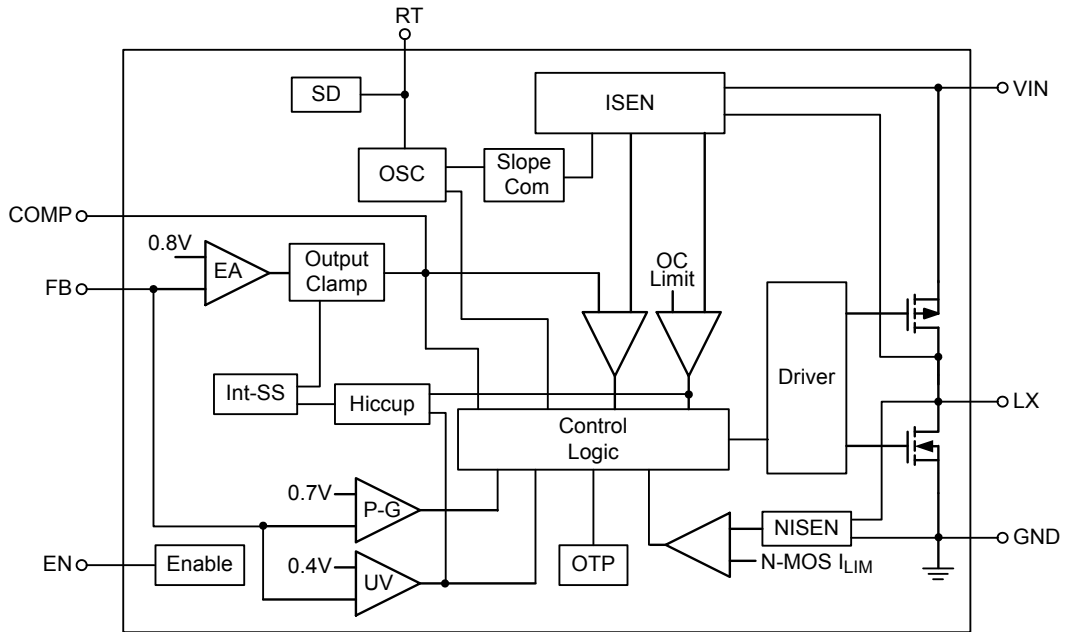 RT
SD
ISEN
VIN
OSC
Slope
Com
COMP
0.8V
EA
Output
Clamp
OC
Limit
FB
Driver
Int-SS
Hiccup
LX
Control
Logic
0.7V
P-G
NISEN
GND
EN
Enable
0.4V
UV
OTP
N-MOS I_LIM